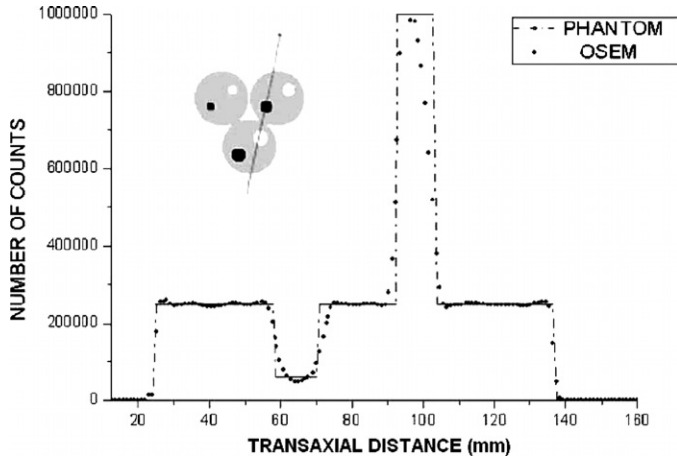 1000000
800000
600000
400000
200000
0
NUMBER OF COUNTS
PHANTOM
OSEM
20 40 60 80 100 120 140 160
TRANSAXIAL DISTANCE (mm)